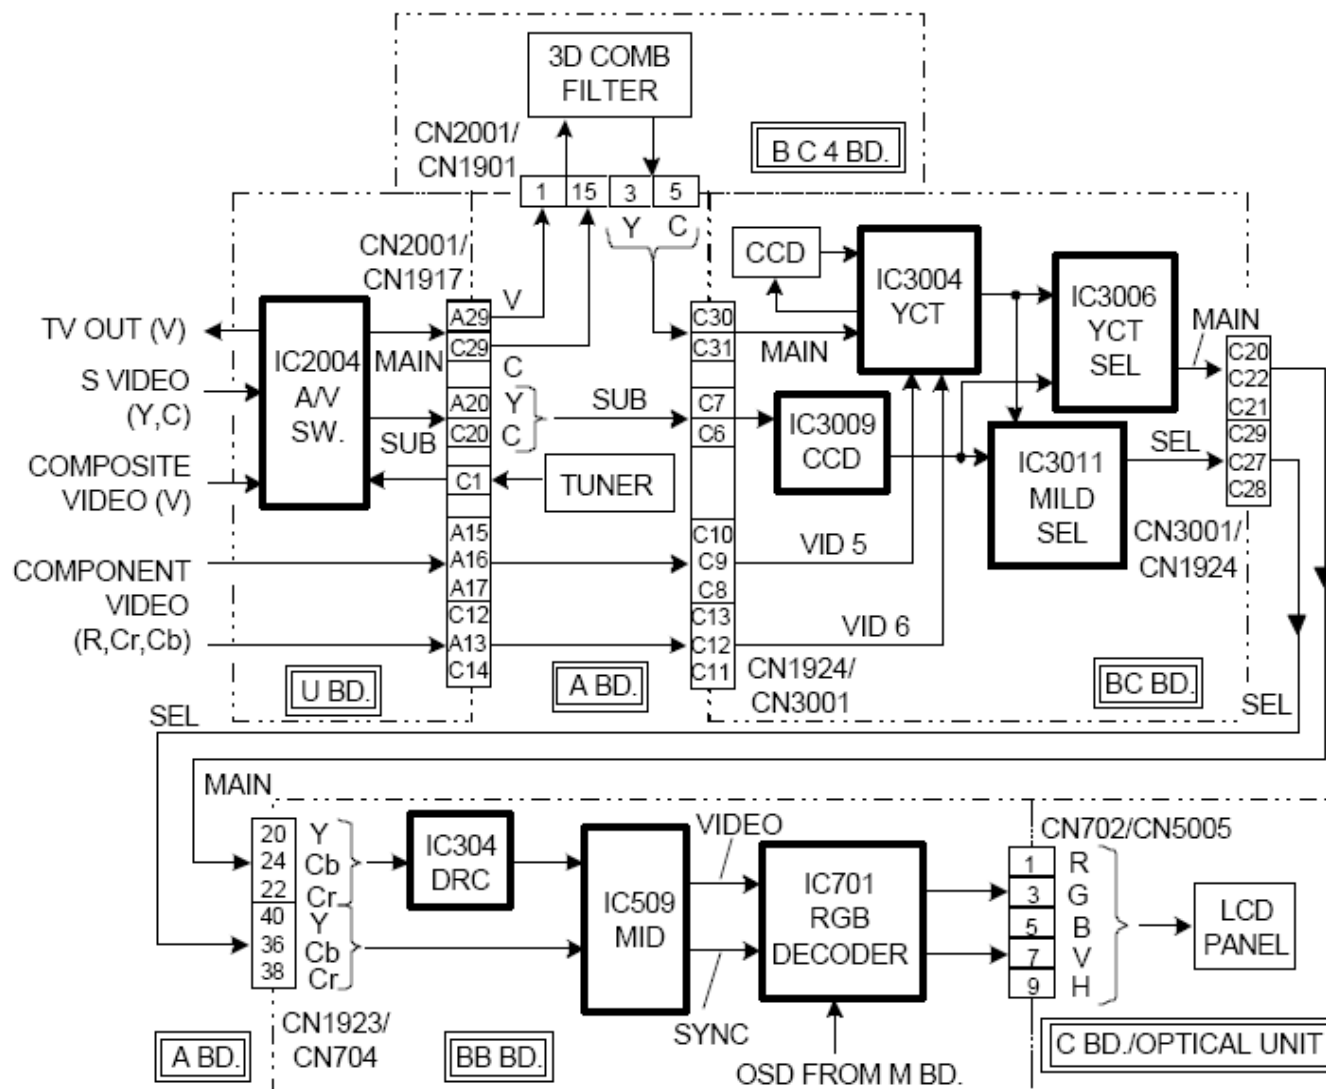 3D COMB
FILTER
CN2001/
CN1901
B C 4 BD.
1 15 3 5
Y C
CN2001/
CN1917
TV OUT (V)
S VIDEO
(Y,C)
COMPOSITE
VIDEO (V)
COMPONENT
VIDEO
(R,Cr,Cb)
IC2004
A/V
SW.
MAIN
SUB
A29
C29
A20
C20
C1
A15
A16
A17
C12
A13
C14
V
C
Y
C
SUB
TUNER
U BD.
A BD.
C30
C31
C7
C6
C10
C9
C8
C13
C12
C11
CN1924/
CN3001
MAIN
CCD
IC3004
YCT
IC3009
CCD
VID 5
VID 6
IC3006
YCT
SEL
IC3011
MILD
SEL
MAIN
SEL
C20
C22
C21
C29
C27
C28
CN3001/
CN1924
BC BD.
SEL
SEL
MAIN
20 Y
24 Cb
22 Cr
40 Y
36 Cb
38 Cr
CN1923/
CN704
A BD.
IC304
DRC
IC509
MID
VIDEO
SYNC
IC701
RGB
DECODER
BB BD.
OSD FROM M BD.
CN702/CN5005
1 R
3 G
5 B
7 V
9 H
LCD
PANEL
C BD./OPTICAL UNIT